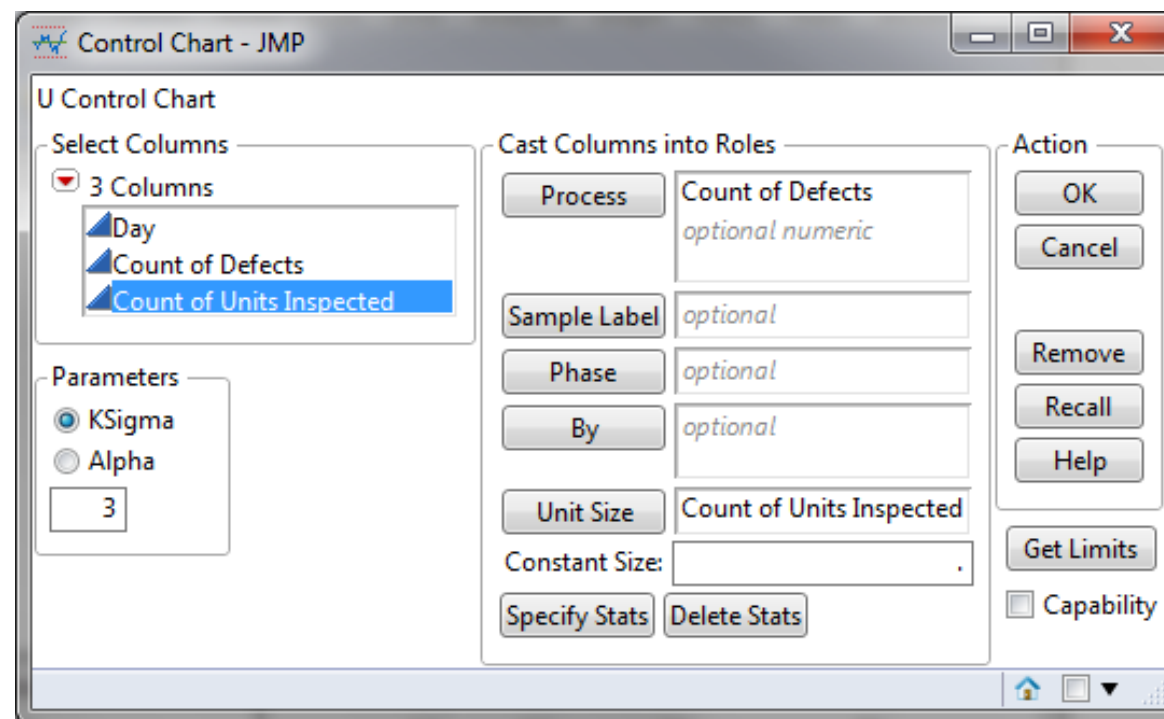 Control Chart - JMP
U Control Chart
Select Columns
3 Columns
Day
Count of Defects
Count of Units Inspected
Parameters
KSigma
Alpha
3
Cast Columns into Roles
Process
Count of Defects
optional numeric
Sample Label
optional
Phase
optional
By
optional
Unit Size
Count of Units Inspected
Constant Size:
.
Specify Stats
Delete Stats
Action
OK
Cancel
Remove
Recall
Help
Get Limits
Capability